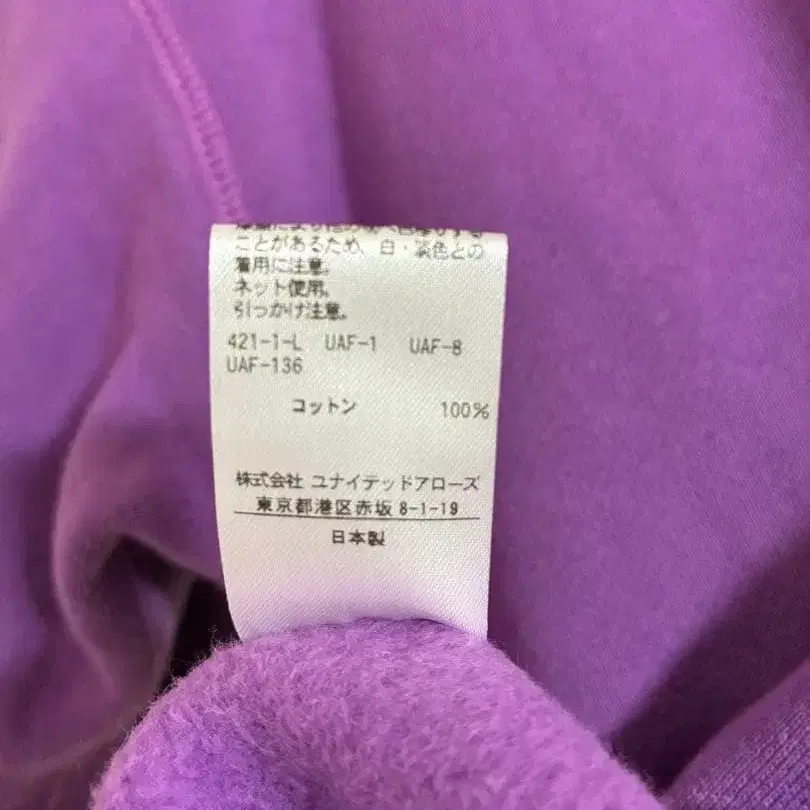 ことがあるため、白・淡色との
着用に注意。
ネット使用。
引っかけ注意。
421-1-L UAF-1 UAF-8
UAF-136
コットン 100%
株式会社 ユナイテッドアローズ
東京都港区赤坂 8-1-19
日本製